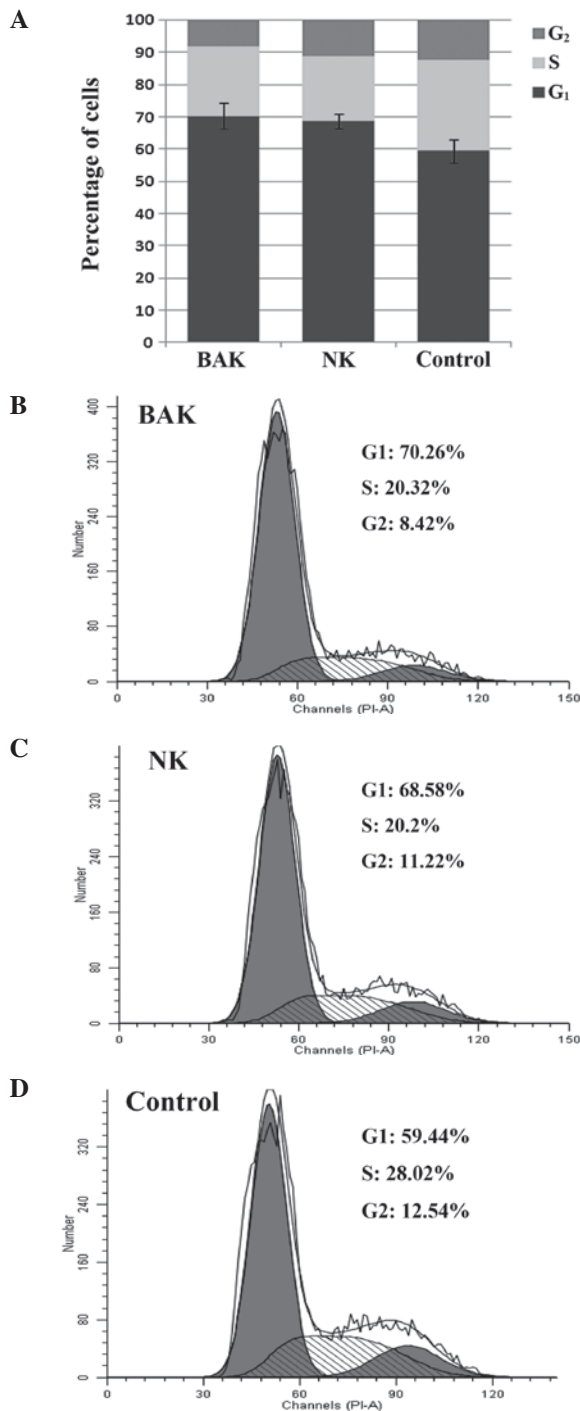 A
Percentage of cells
100
90
80
70
60
50
40
30
20
10
0
BAK
NK
Control
G2
S
G1
B
BAK
G1: 70.26%
S: 20.32%
G2: 8.42%
Number
400
320
240
160
80
0
0 30 60 90 120 150
Channels (PI-A)
C
NK
G1: 68.58%
S: 20.2%
G2: 11.22%
Number
320
240
160
80
0
0 30 60 90 120 150
Channels (PI-A)
D
Control
G1: 59.44%
S: 28.02%
G2: 12.54%
Number
320
240
160
80
0
0 30 60 90 120
Channels (PI-A)